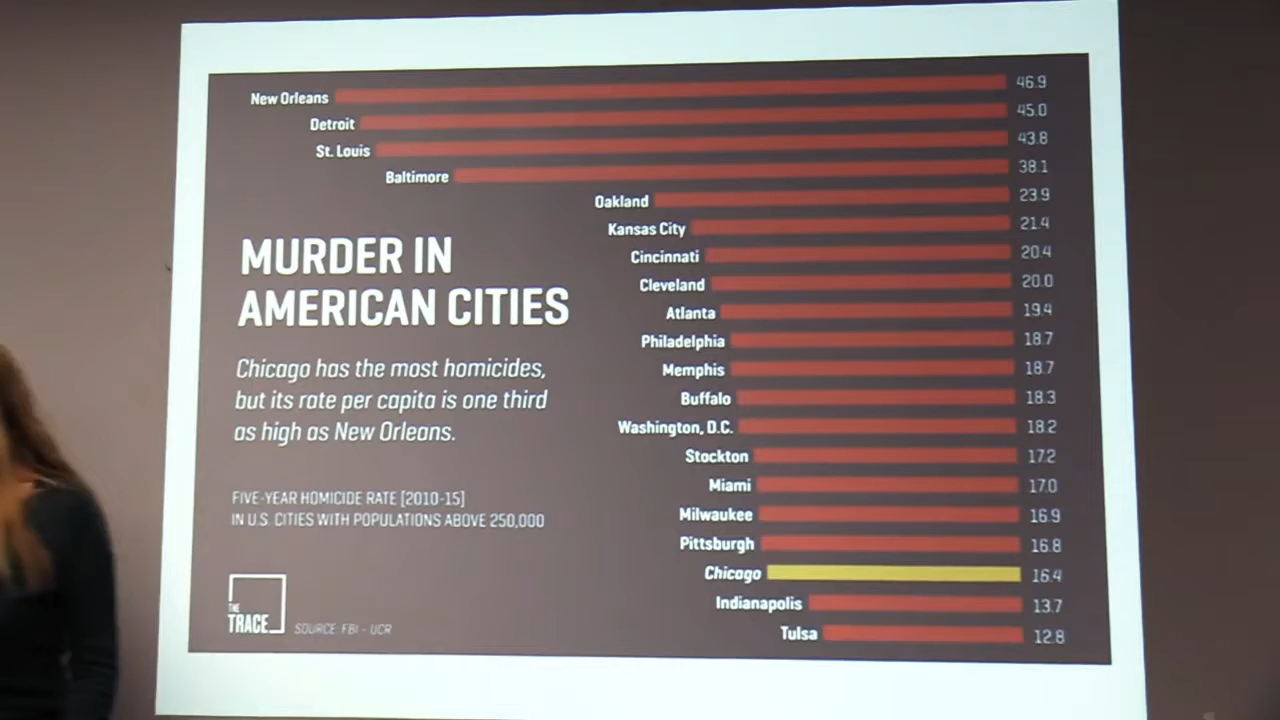 New Orleans 46.9
Detroit 45.0
St. Louis 43.8
Baltimore 38.1
Oakland 23.9
Kansas City 21.4
Cincinnati 20.4
Cleveland 20.0
Atlanta 19.4
Philadelphia 18.7
Memphis 18.7
Buffalo 18.3
Washington, D.C. 18.2
Stockton 17.2
Miami 17.0
Milwaukee 16.9
Pittsburgh 16.8
Chicago 16.4
Indianapolis 13.7
Tulsa 12.8
MURDER IN
AMERICAN CITIES
Chicago has the most homicides,
but its rate per capita is one third
as high as New Orleans.
FIVE-YEAR HOMICIDE RATE [2010-15]
IN U.S. CITIES WITH POPULATIONS ABOVE 250,000
THE
TRACE
SOURCE: FBI - UCR